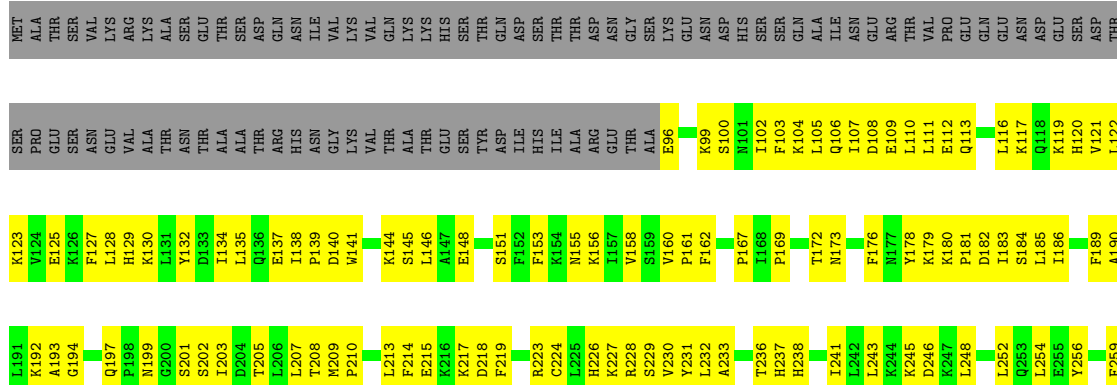 MET ALA THR SER SER VAL LYS ARG LYS ALA SER GLU THR SER ASP GLN ASN ILE VAL LYS VAL GLN LYS LYS HIS SER SER THR GLN ASP SER THR THR ASP ASN GLY SER LYS GLU ASN ASP HIS SER SER GLN ALA ILE ASN GLU ARG THR VAL PRO GLU GLN GLU ASN ASP GLU SER ASP THR
SER PRO GLU SER ASN GLU VAL ALA THR ASN THR ALA ALA THR ARG HIS ASN GLY LYS VAL THR ALA THR GLU SER TYR ASP ILE HIS ILE ALA ARG GLU THR ALA E96 K99 S100 N101 I102 F103 K104 L105 Q106 I107 D108 E109 L110 L111 E112 Q113 L116 K117 Q118 K119 H120 V121 L122
K123 V124 E125 K126 F127 L128 H129 K130 L131 Y132 D133 I134 L135 Q136 E137 I138 P139 D140 W141 K144 S145 L146 A147 E148 S151 F152 F153 K154 N155 K156 I157 V158 S159 V160 P161 F162 P167 I168 P169 T172 N173 F176 N177 Y178 K179 K180 P181 D182 I183 S184 L185 I186 F189 A190
L191 K192 A193 G194 Q197 P198 N199 G200 S201 S202 I203 D204 T205 L206 L207 T208 M209 P210 L213 F214 E215 K216 K217 D218 F219 R223 C224 L225 H226 K227 R228 S229 V230 Y231 L232 A233 T236 H237 H238 I241 L242 L243 K244 K245 D246 K247 L248 L252 Q253 L254 E255 Y256 F259